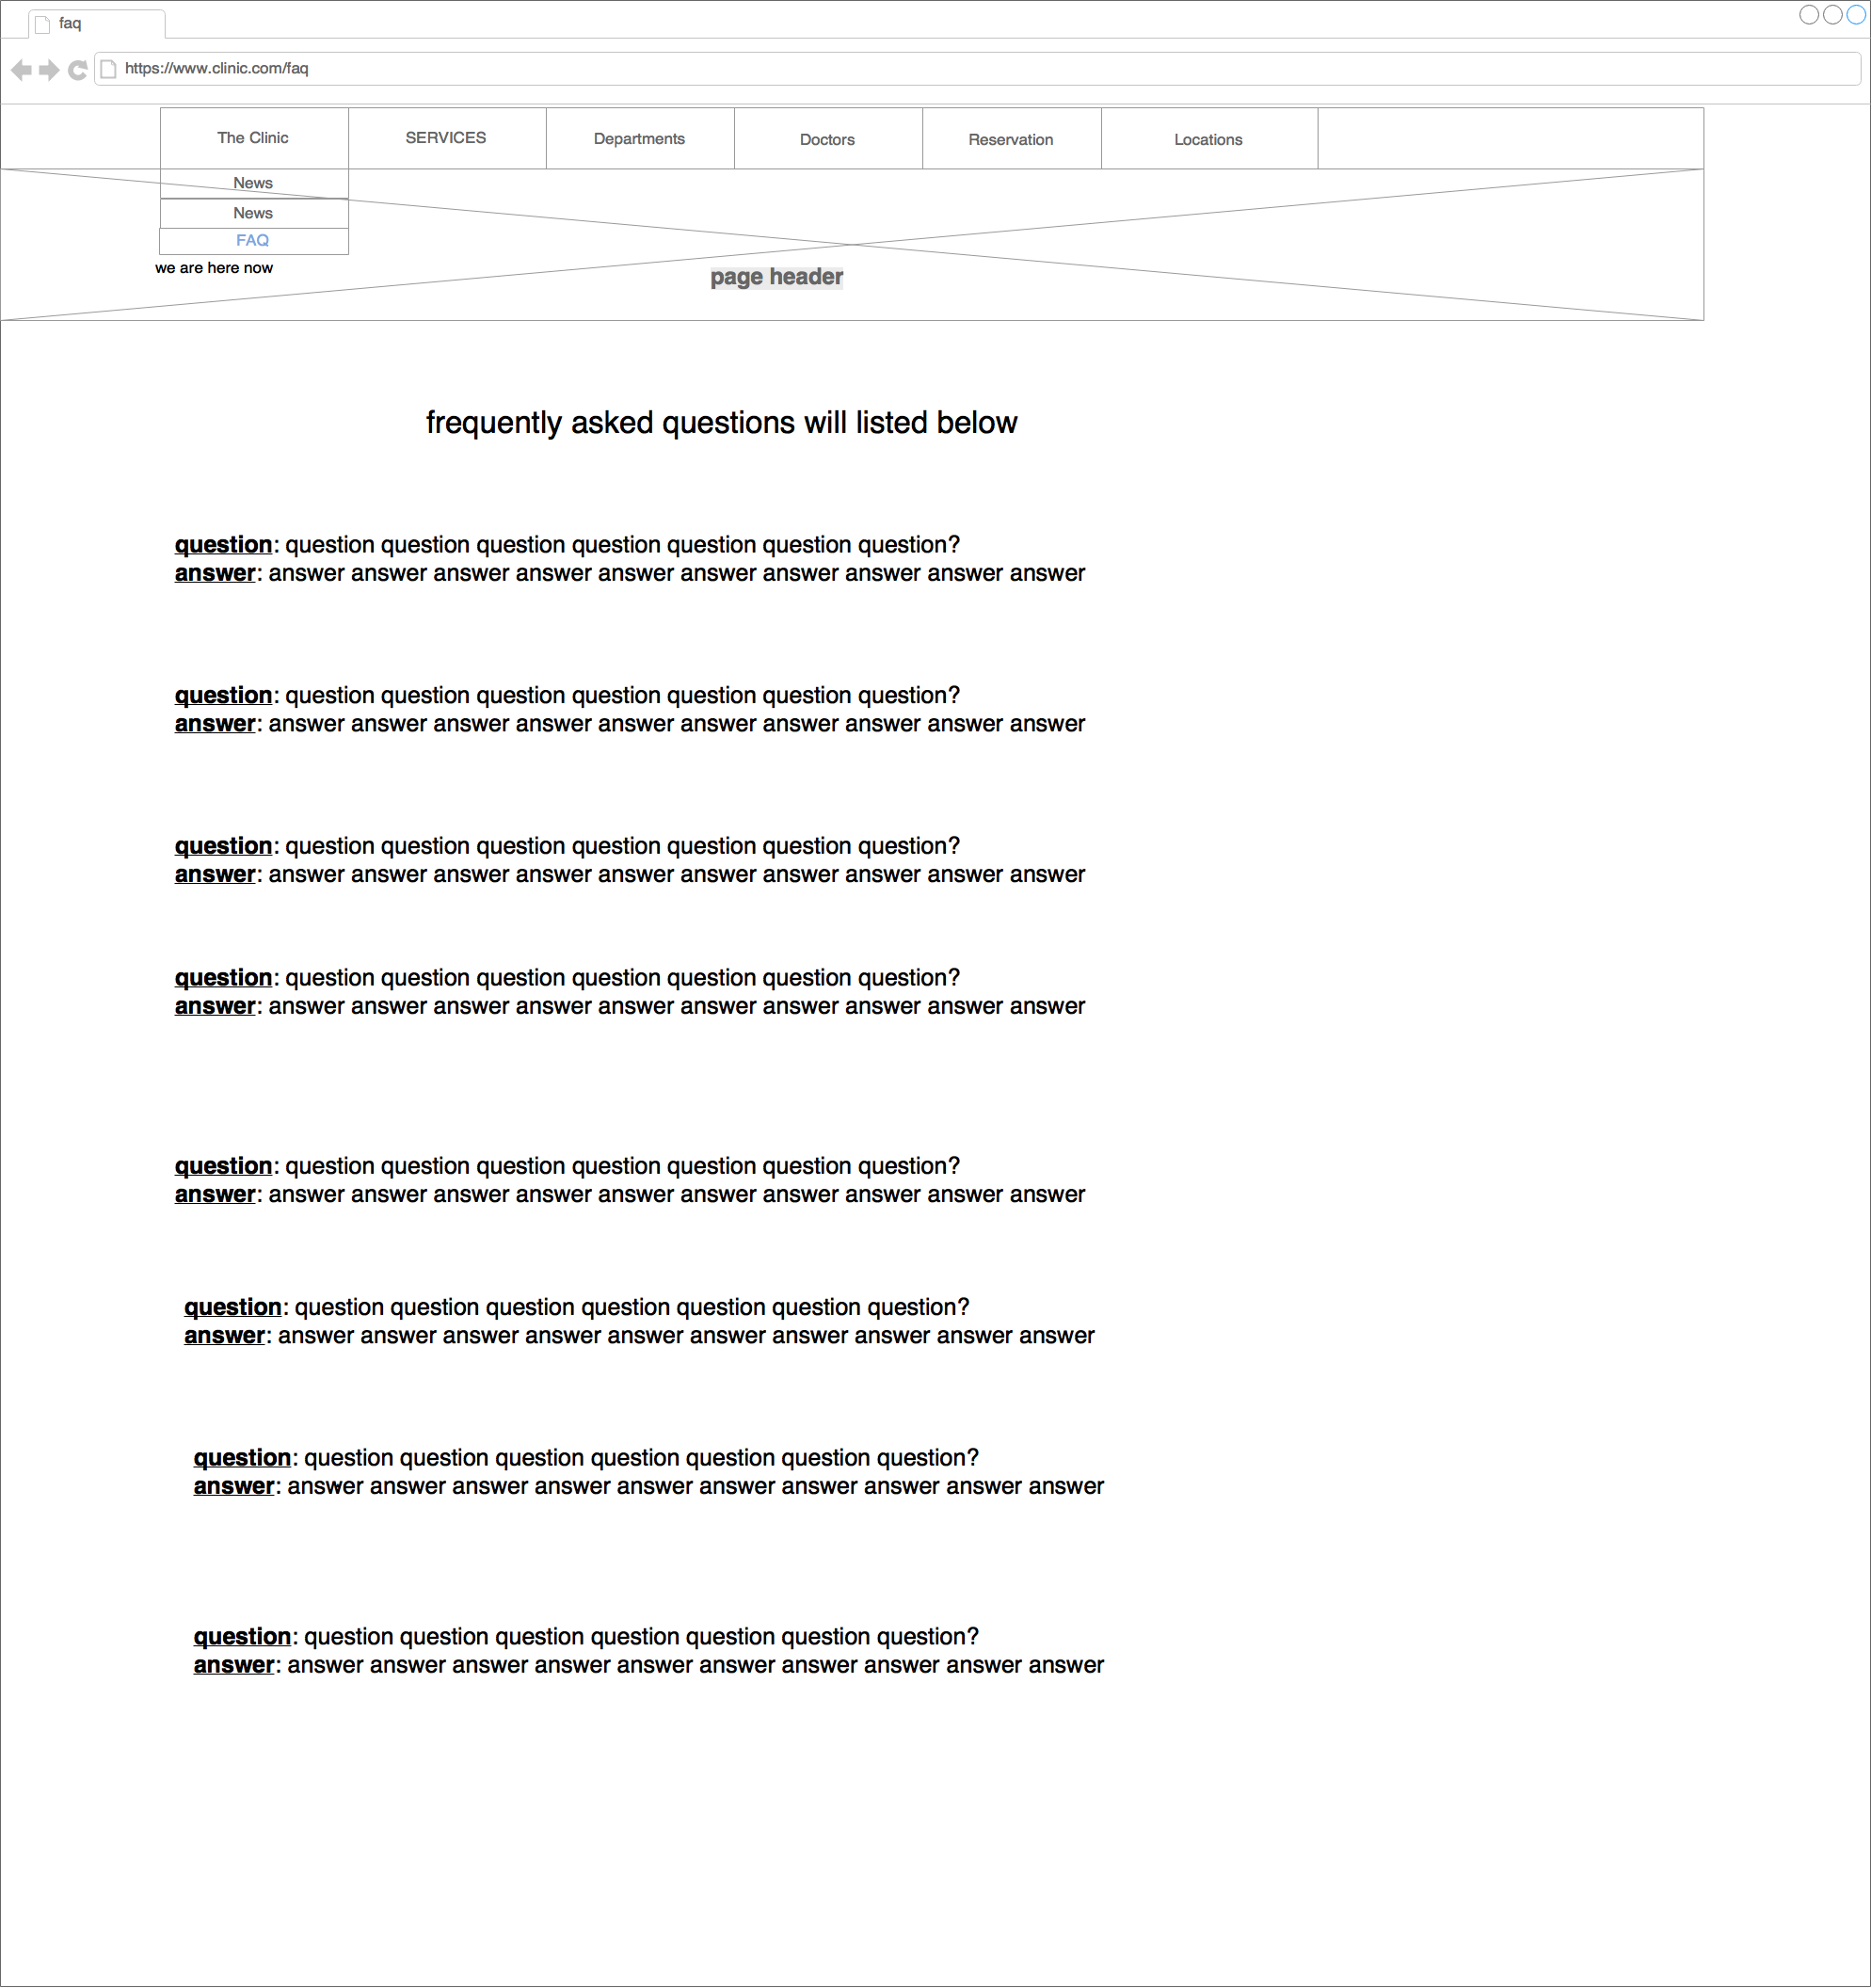 faq
https://www.clinic.com/faq
The Clinic SERVICES Departments Doctors Reservation Locations
News
News
FAQ
we are here now
page header
frequently asked questions will listed below
question: question question question question question question question?
answer: answer answer answer answer answer answer answer answer answer answer
question: question question question question question question question?
answer: answer answer answer answer answer answer answer answer answer answer
question: question question question question question question question?
answer: answer answer answer answer answer answer answer answer answer answer
question: question question question question question question question?
answer: answer answer answer answer answer answer answer answer answer answer
question: question question question question question question question?
answer: answer answer answer answer answer answer answer answer answer answer
question: question question question question question question question?
answer: answer answer answer answer answer answer answer answer answer answer
question: question question question question question question question?
answer: answer answer answer answer answer answer answer answer answer answer
question: question question question question question question question?
answer: answer answer answer answer answer answer answer answer answer answer